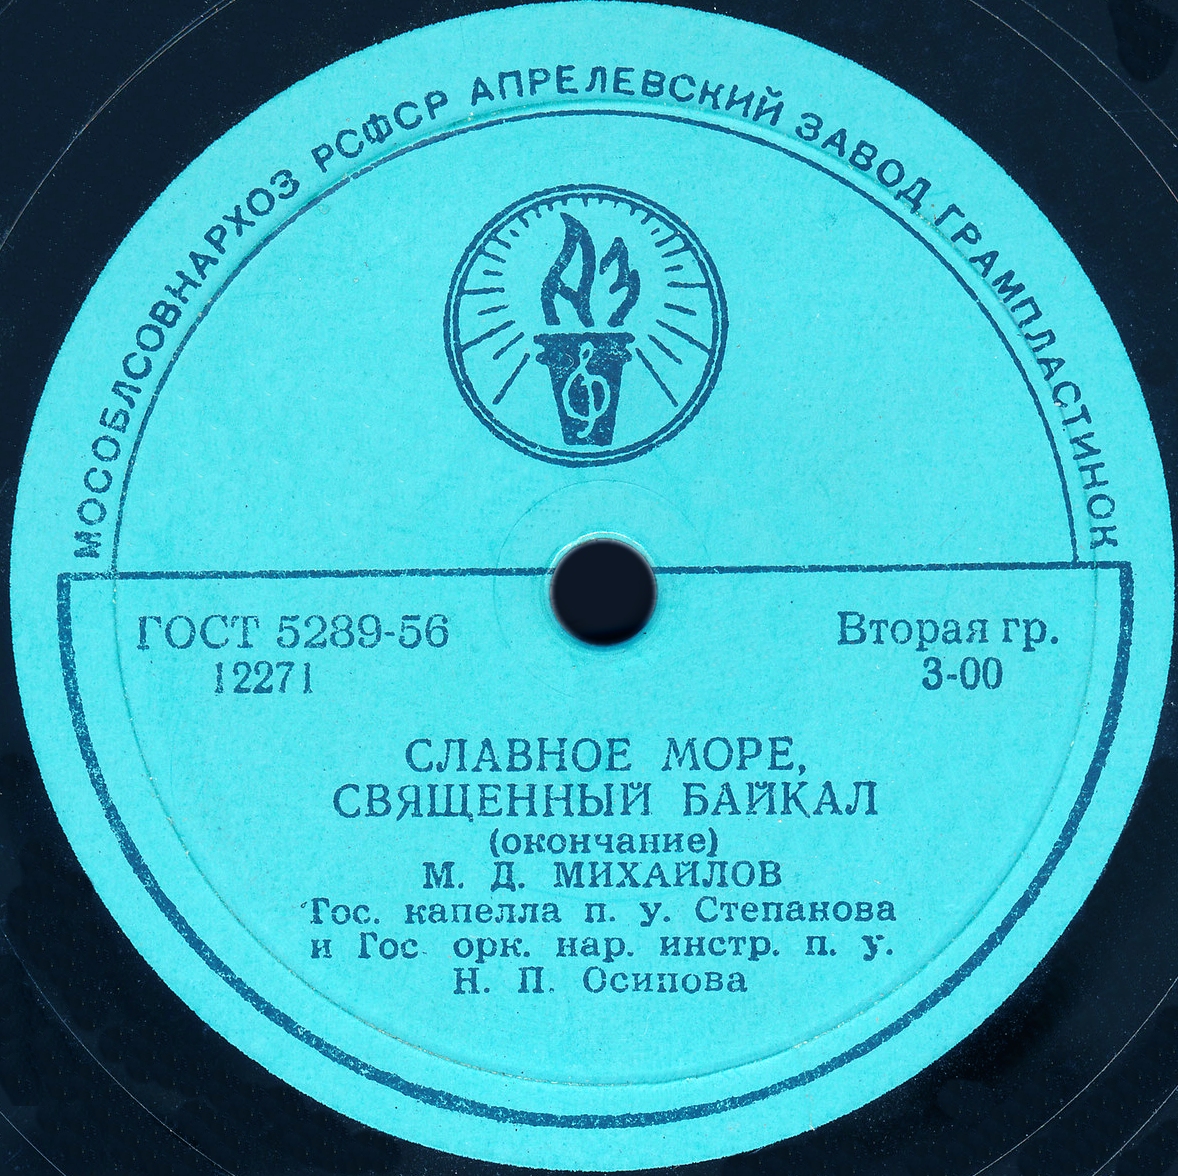 МОСОБЛСОВНАРХОЗ РСФСР АПРЕЛЕВСКИЙ ЗАВОД ГРАМПЛАСТИНОК
АЗ
ГОСТ 5289-56
Вторая гр.
12271
3-00
СЛАВНОЕ МОРЕ,
СВЯЩЕННЫЙ БАЙКАЛ
(окончание)
М. Д. МИХАЙЛОВ
Гос. капелла п. у. Степанова
и Гос. орк. нар. инстр. п. у.
Н. П. Осипова